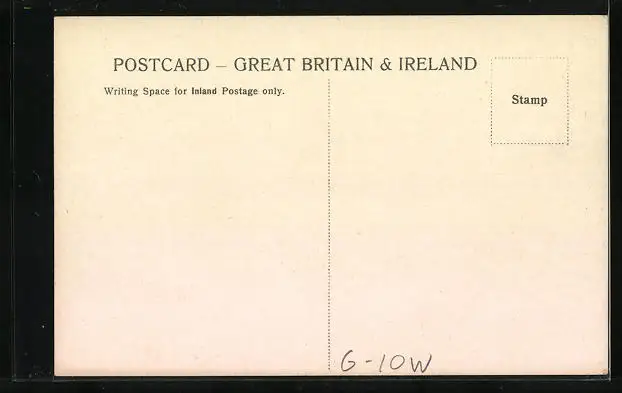 POSTCARD – GREAT BRITAIN & IRELAND
Writing Space for Inland Postage only.
Stamp
G-10W